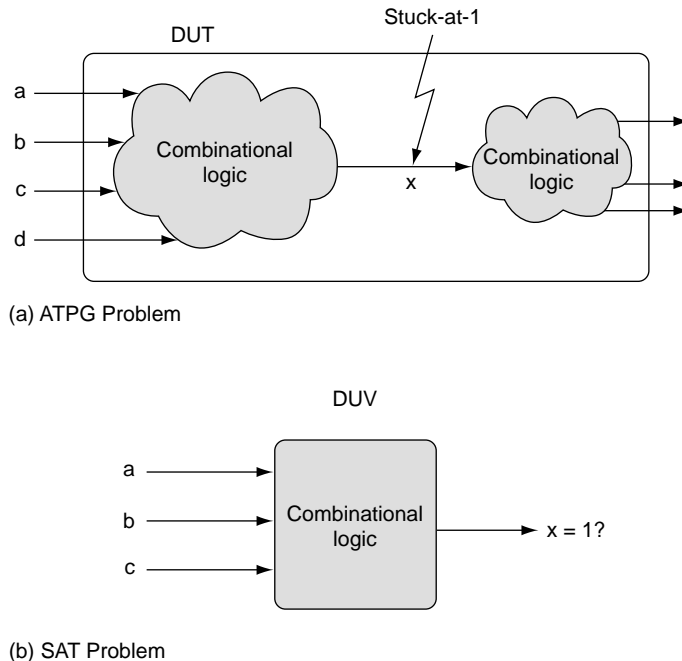 Stuck-at-1
DUT
a
b
c
d
Combinational
logic
x
Combinational
logic
(a) ATPG Problem
DUV
a
b
c
Combinational
logic
x = 1?
(b) SAT Problem